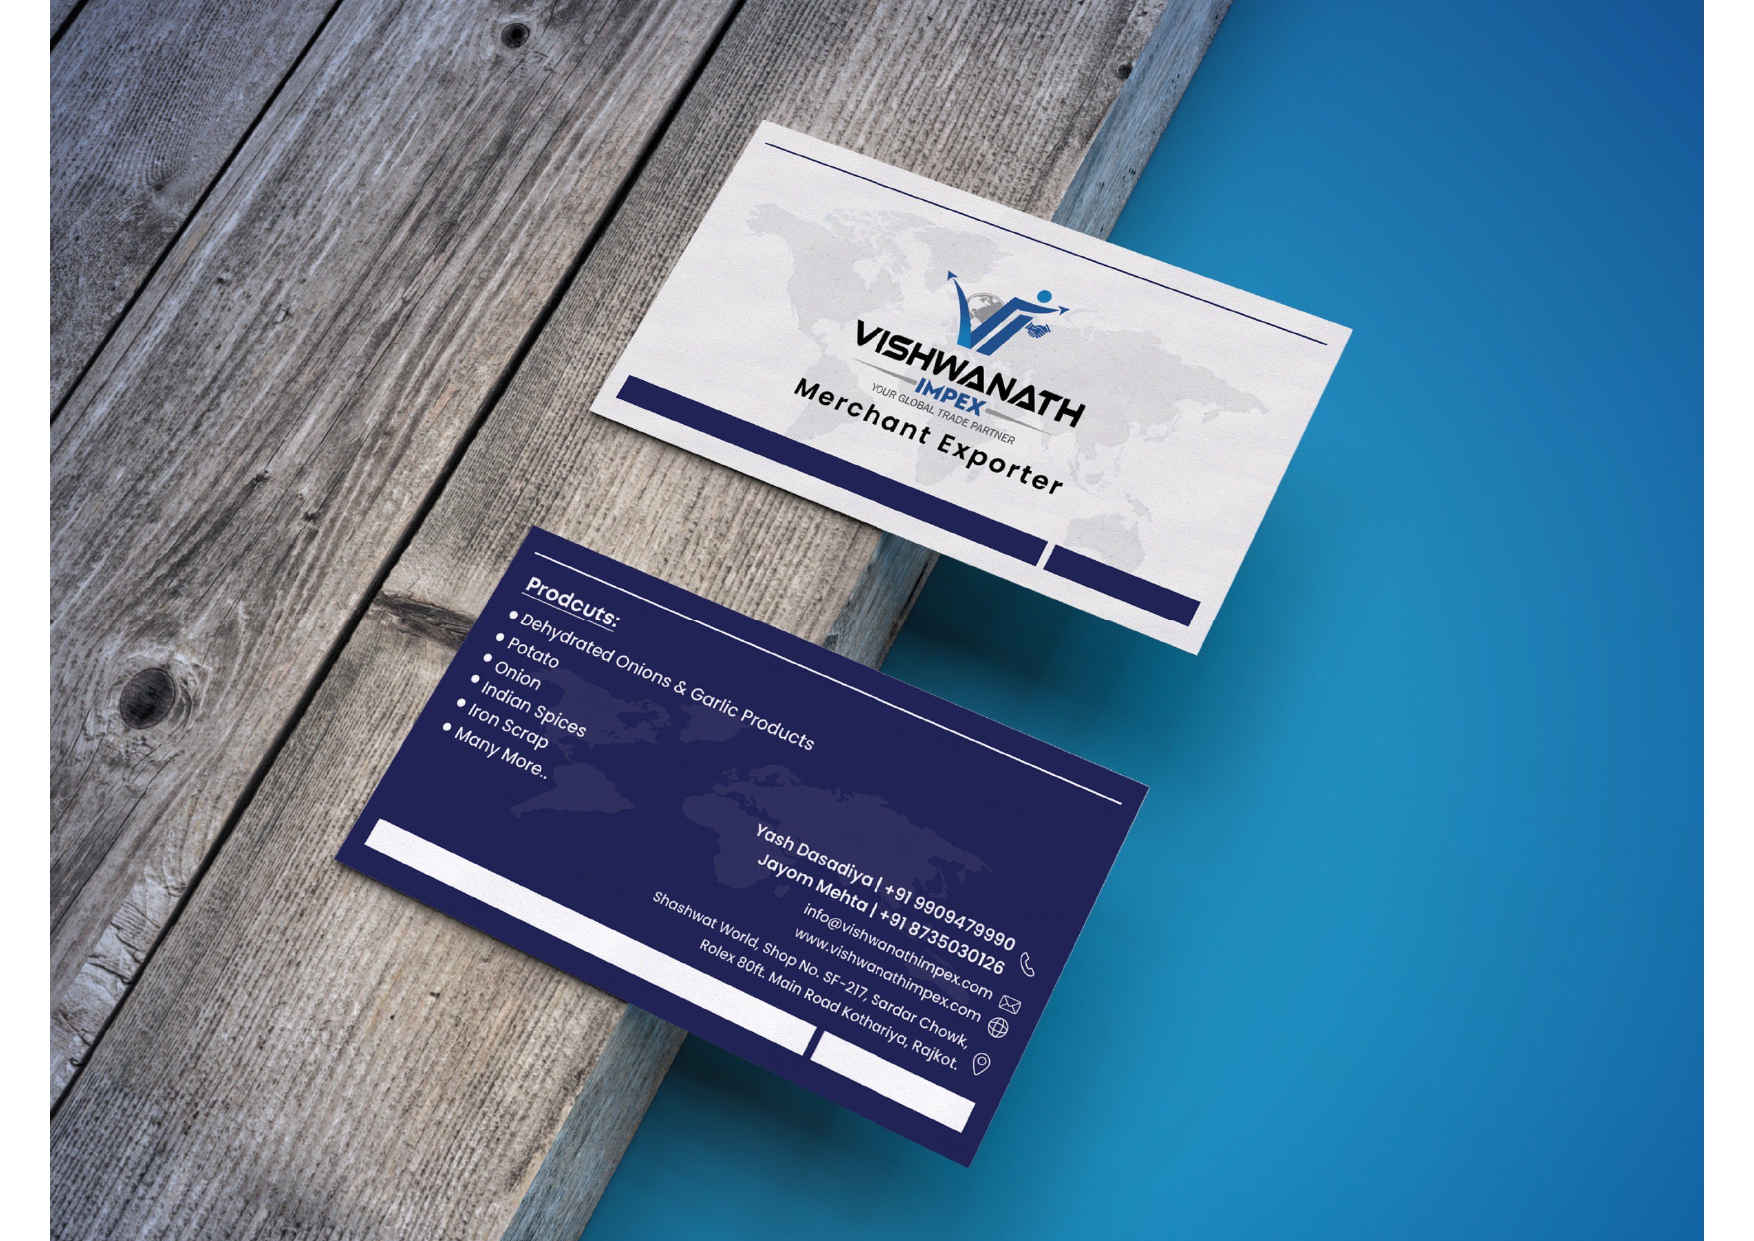 VISHWANATH
IMPEX
YOUR GLOBAL TRADE PARTNER
Merchant Exporter
Prodcuts:
Dehydrated Onions & Garlic Products
Potato
Onion
Indian Spices
Iron Scrap
Many More..
Yash Dasadiya | +91 9909479990
Jayom Mehta | +91 8735030126
info@vishwanathimpex.com
www.vishwanathimpex.com
Shashwat World, Shop No. SF-217, Sardar Chowk,
Rolex 80ft. Main Road Kothariya, Rajkot.